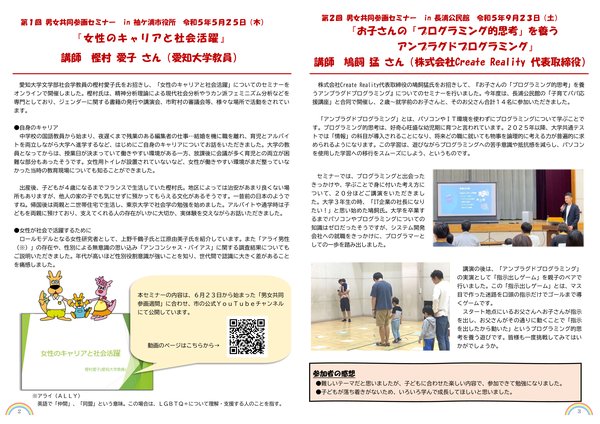 第１回 男女共同参画セミナー　in 袖ケ浦市役所　令和５年５月２５日（木）
「女性のキャリアと社会活躍」
講師　樫村 愛子 さん（愛知大学教員）
愛知大学文学部社会学教員の樫村愛子氏をお招きし、「女性のキャリアと社会活躍」についてのセミナーを
オンラインで開催しました。樫村氏は、精神分析理論による現代社会分析やラカン派フェミニズム分析などを
専門としており、ジェンダーに関する書籍の発行や講演会、市町村の審議会等、様々な場所で活動をされてい
ます。
●自身のキャリア
中学校の国語教員から始まり、夜遅くまで残業のある編集者の仕事…結婚を機に職を離れ、育児とアルバイ
トを両立しながら大学へ進学するなど、はじめにご自身のキャリアについてお話をいただきました。大学の教
員となってからは、授業日が決まっていて働きやすい環境がある一方、放課後に会議が多く育児との両立が困
難な部分もあったそうです。女性用トイレが設置されていないなど、女性が働きやすい環境がまだ整っていな
かった当時の教育現場についても知ることができました。
出産後、子どもが４歳になるまでフランスで生活していた樫村氏。地区によっては治安があまり良くない場
所もありますが、他人の家の子でも気にせずに預かってもらえる文化があるそうです。一昔前の日本のようで
すね。帰国後は両親と二世帯住宅で生活し、東京大学で社会学の勉強をしました。アルバイトや通学時は子
どもを両親に預けており、支えてくれる人の存在がいかに大切か、実体験を交えながらお話いただきました。
●女性が社会で活躍するために
ロールモデルとなる女性研究者として、上野千鶴子氏と江原由美子氏を紹介しています。また「アライ男性
（※）」の存在や、性別による無意識の思い込み「アンコンシャス・バイアス」に関する調査結果についても
ご説明いただきました。年代が高いほど性別役割意識が強いことを知り、世代間で認識に大きく差があること
を痛感しました。
女性のキャリアと社会活躍
本セミナーの内容は、６月２３日から始まった「男女共同
参画週間」に合わせ、市の公式ＹｏｕＴｕｂｅチャンネル
にて公開しています。
動画のページはこちらから→
※アライ（ＡＬＬＹ）
英語で「仲間」、「同盟」という意味。この場合は、ＬＧＢＴＱ＋について理解・支援する人のことを指す。
2
第２回 男女共同参画セミナー　in 長浦公民館　令和５年９月２３日（土）
「お子さんの「プログラミング的思考」を養う
アンプラグドプログラミング」
講師　嶋飼 猛 さん（株式会社Create Reality 代表取締役）
株式会社Create Reality代表取締役の嶋飼猛氏をお招きして、「お子さんの「プログラミング的思考」を養
うアンプラグドプログラミング」についてのセミナーを行いました。今年度は、長浦公民館の「子育てパパ応
援講座」と合同で開催し、２歳～就学前のお子さんと、そのお父さん合計１４名に参加いただきました。
「アンプラグドプログラミング」とは、パソコンやＩＴ環境を使わずにプログラミングについて学ぶことで
す。プログラミング的思考は、好奇心旺盛な幼児期に育つと言われています。２０２５年以降、大学共通テス
トでは「情報」の科目が導入されることになり、将来どの職に就いても物事を論理的に考える力が普遍的に求
められるようになります。この学習は、遊びながらプログラミングへの苦手意識や抵抗感を減らし、パソコン
を使用した学習への移行をスムーズにしよう、というものです。
セミナーでは、プログラミングと出会った
きっかけや、学ぶことで身に付いた考え方に
ついて、２０分ほどご講演をいただきました。
大学３年生の時、「ＩＴ企業の社長になり
たい！」と思い始めた嶋飼氏。大学を卒業す
るまでパソコンやプログラミングについての
知識はゼロだったそうですが、システム開発
会社への就職をきっかけに、プログラマーとし
ての一歩を踏み出しました。
講演の後は、「アンプラグドプログラミング」
の実演として「指示出しゲーム」を親子のペアで
行いました。この「指示出しゲーム」とは、マス
目で作った迷路を口頭の指示だけでゴールまで導
くゲームです。
スタート地点にいるお父さんへお子さんが指示
を出し、お父さんがその通りに動くことで「指示
を出したから動いた」というプログラミング的思考
を養う遊びです。皆様も一度挑戦してみてはいか
がでしょうか。
参加者の感想
●難しいテーマだと思いましたが、子どもに合わせた楽しい内容で、参加できて勉強になりました。
●子どもが落ち着きがないため、いろいろ学んで成長してほしいと思いました。
3